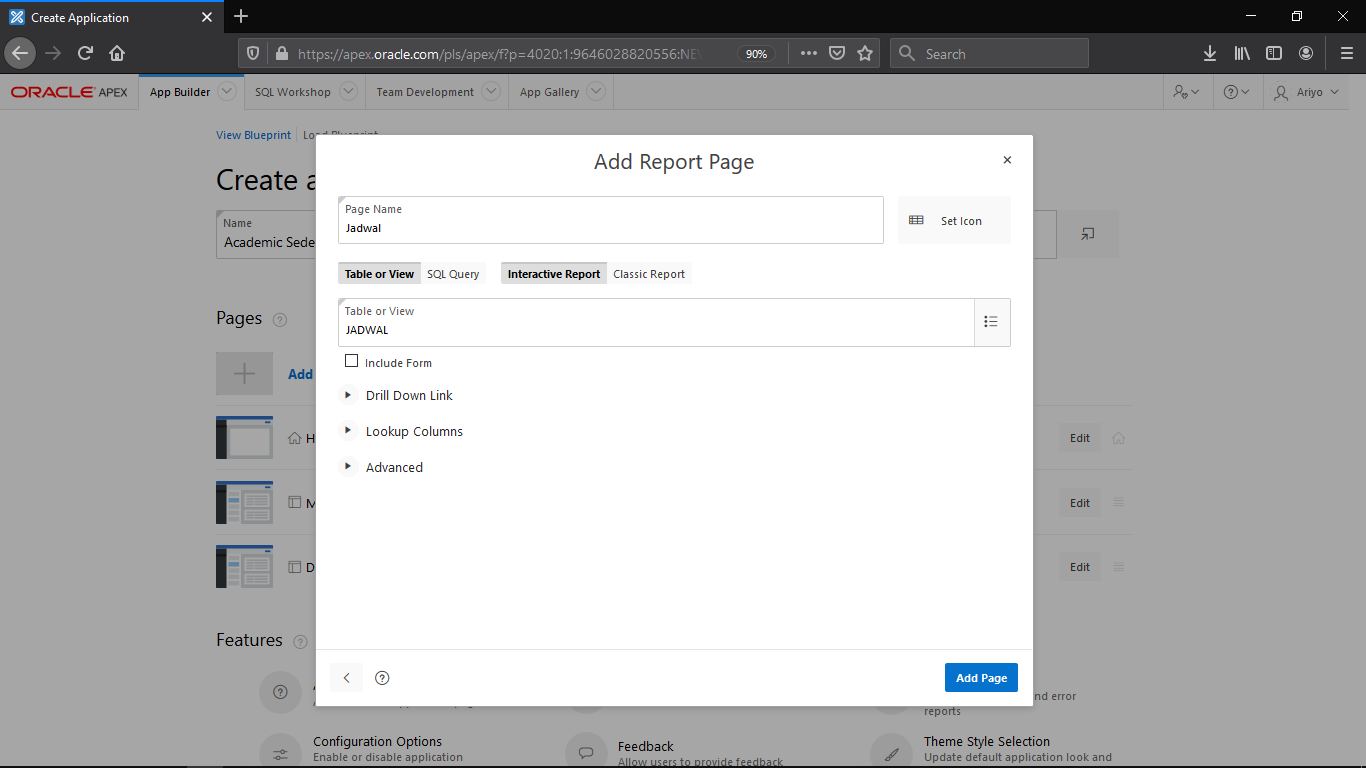 Create Application
https://apex.oracle.com/pls/apex/f?p=4020:1:9646028820556:NE
90%
Search
ORACLE APEX
App Builder
SQL Workshop
Team Development
App Gallery
Ariyo
View Blueprint
Load Blueprint
Create a
Name
Academic Sede
Add Report Page
Page Name
Jadwal
Set Icon
Table or View
SQL Query
Interactive Report
Classic Report
Table or View
JADWAL
Include Form
Drill Down Link
Lookup Columns
Advanced
Add Page
Pages
Add
H
Edit
M
Edit
D
Edit
Features
nd error
reports
Configuration Options
Enable or disable application
Feedback
Allow users to provide feedback
Theme Style Selection
Update default application look and